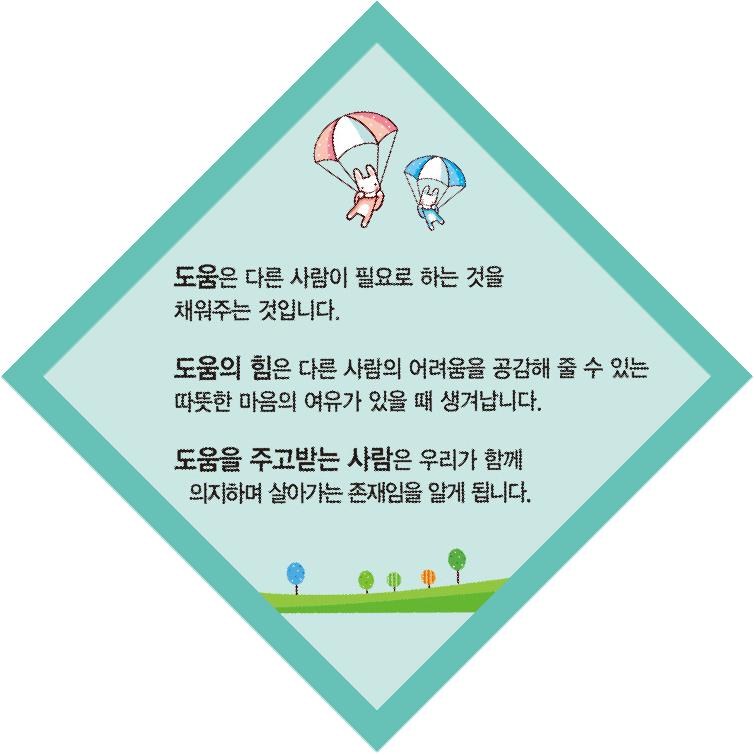 도움은 다른 사람이 필요로 하는 것을
채워주는 것입니다.
도움의 힘은 다른 사람의 어려움을 공감해 줄 수 있는
따뜻한 마음의 여유가 있을 때 생겨납니다.
도움을 주고받는 사람은 우리가 함께
의지하며 살아가는 존재임을 알게 됩니다.